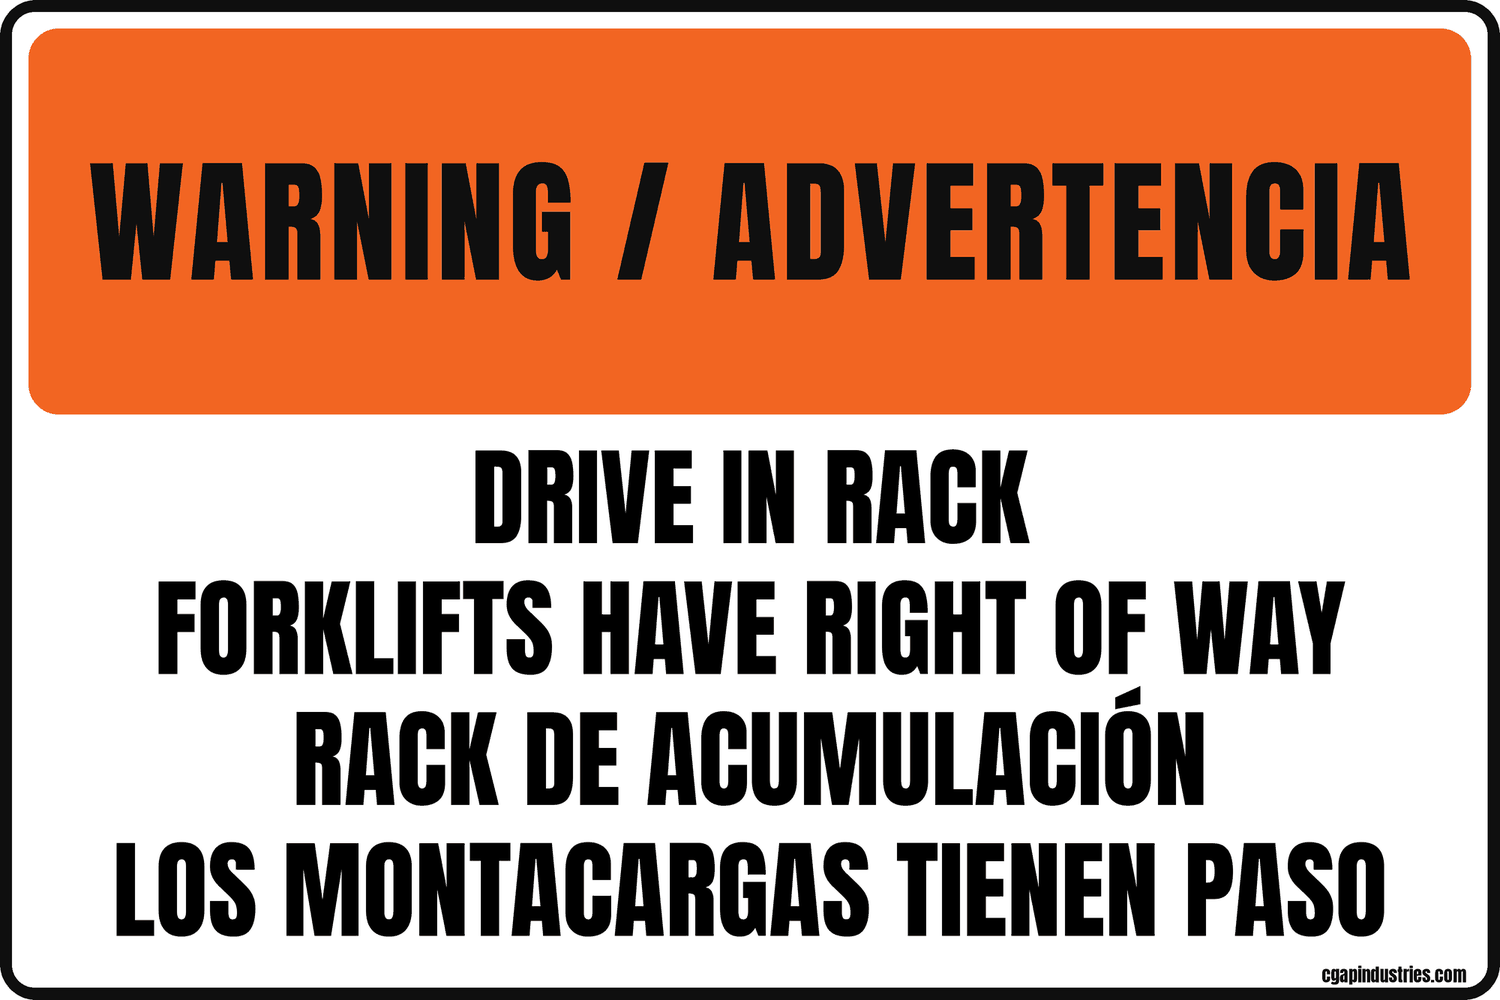 WARNING / ADVERTENCIA
DRIVE IN RACK
FORKLIFTS HAVE RIGHT OF WAY
RACK DE ACUMULACIÓN
LOS MONTACARGAS TIENEN PASO
cgapindustries.com